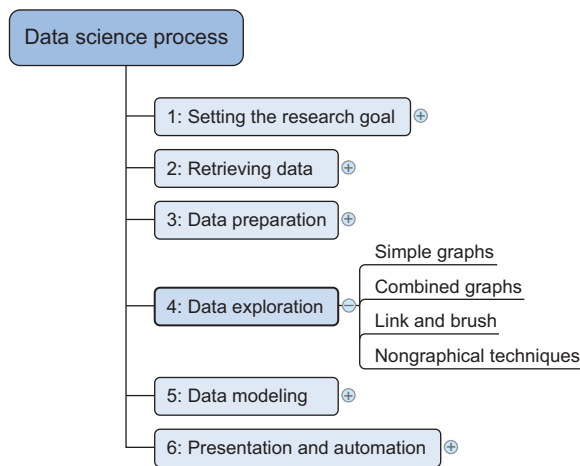 Data science process
1: Setting the research goal
2: Retrieving data
3: Data preparation
4: Data exploration
Simple graphs
Combined graphs
Link and brush
Nongraphical techniques
5: Data modeling
6: Presentation and automation